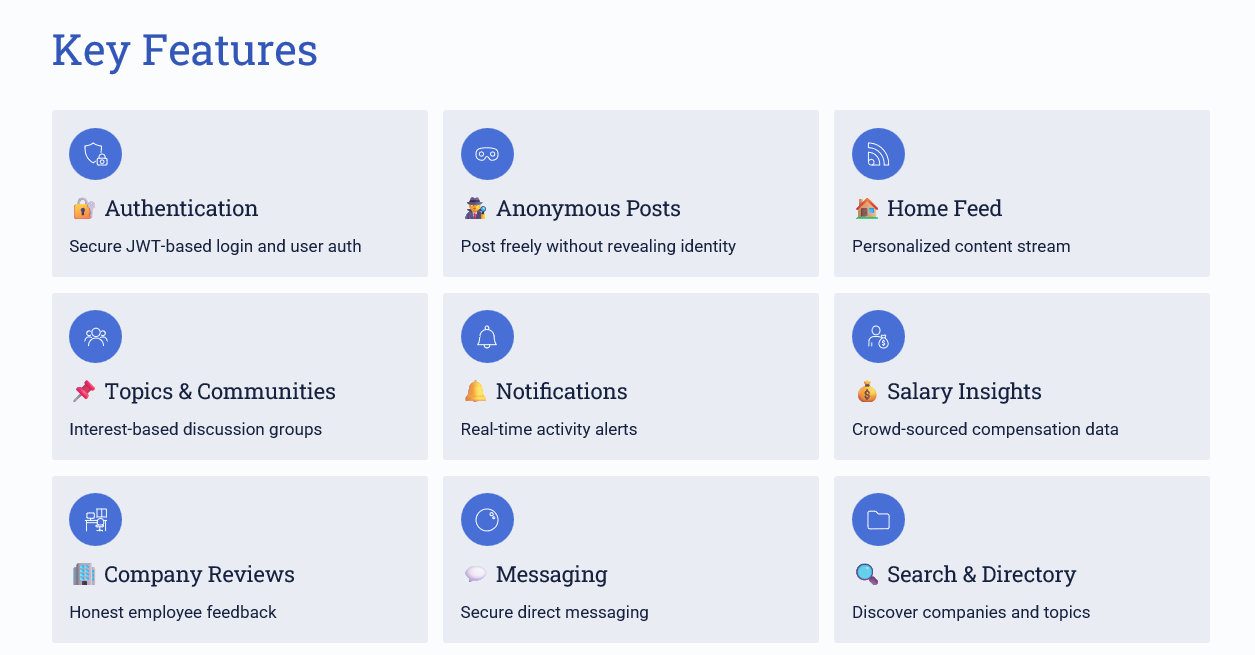 Key Features
🔐 Authentication
Secure JWT-based login and user auth
🕵️ Anonymous Posts
Post freely without revealing identity
🏠 Home Feed
Personalized content stream
📌 Topics & Communities
Interest-based discussion groups
🔔 Notifications
Real-time activity alerts
💰 Salary Insights
Crowd-sourced compensation data
🏢 Company Reviews
Honest employee feedback
💬 Messaging
Secure direct messaging
🔍 Search & Directory
Discover companies and topics